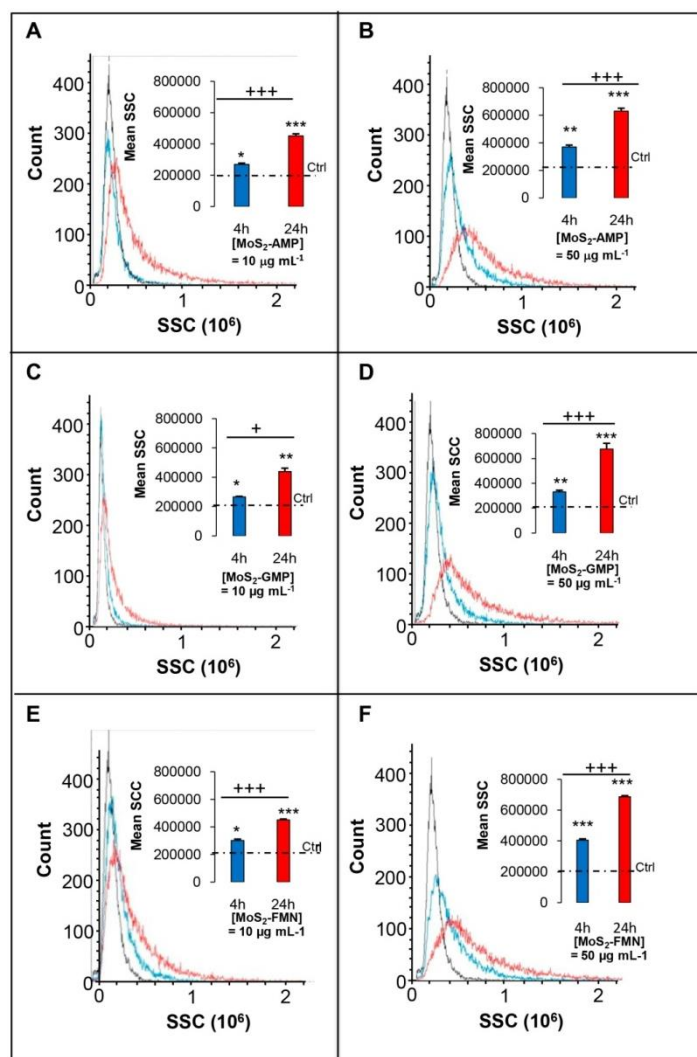 A
Count
400
300
200
100
0
0
1
2
SSC (10⁶)
Mean SSC
800000
600000
400000
200000
0
+++
*
***
Ctrl
4h 24h
[MoS₂-AMP]
= 10 µg mL⁻¹
B
Count
400
300
200
100
0
0
1
2
SSC (10⁶)
Mean SSC
800000
600000
400000
200000
0
+++
**
***
Ctrl
4h 24h
[MoS₂-AMP]
= 50 µg mL⁻¹
C
Count
400
300
200
100
0
0
1
2
SSC (10⁶)
Mean SSC
800000
600000
400000
200000
0
+
*
**
Ctrl
4h 24h
[MoS₂-GMP]
= 10 µg mL⁻¹
D
Count
400
300
200
100
0
0
1
2
SSC (10⁶)
Mean SCC
800000
600000
400000
200000
0
+++
**
***
Ctrl
4h 24h
[MoS₂-GMP]
= 50 µg mL⁻¹
E
Count
400
300
200
100
0
0
1
2
SSC (10⁶)
Mean SCC
800000
600000
400000
200000
0
+++
*
***
Ctrl
4h 24h
[MoS₂-FMN]
= 10 µg mL-1
F
Count
400
300
200
100
0
0
1
2
SSC (10⁶)
Mean SSC
800000
600000
400000
200000
0
+++
***
***
Ctrl
4h 24h
[MoS₂-FMN]
= 50 µg mL-1